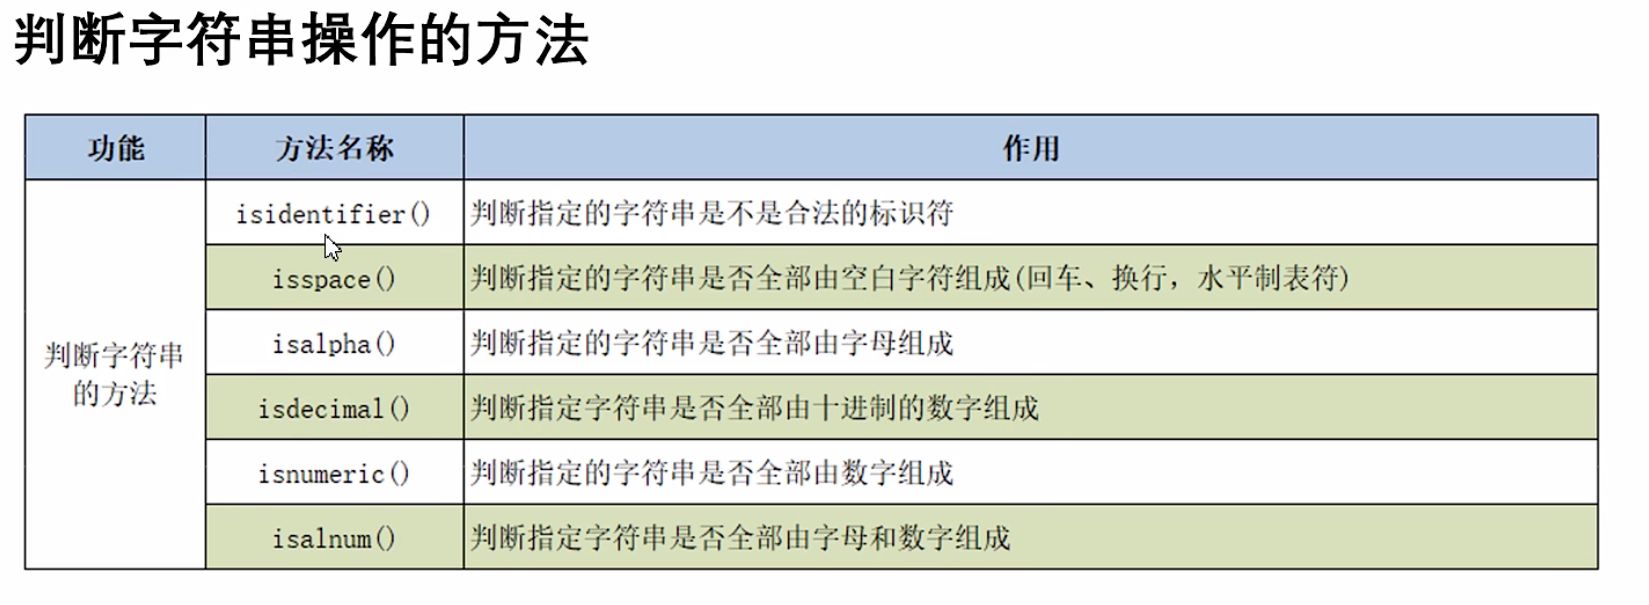 判断字符串操作的方法
功能 方法名称 作用
isidentifier() 判断指定的字符串是不是合法的标识符
isspace() 判断指定的字符串是否全部由空白字符组成(回车、换行，水平制表符)
isalpha() 判断指定的字符串是否全部由字母组成
判断字符串
的方法
isdecimal() 判断指定字符串是否全部由十进制的数字组成
isnumeric() 判断指定的字符串是否全部由数字组成
isalnum() 判断指定字符串是否全部由字母和数字组成